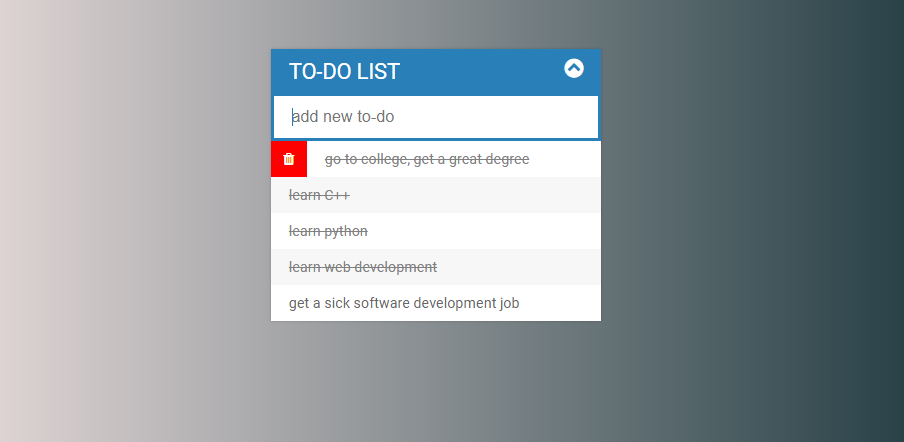 TO-DO LIST
add new to-do
go to college, get a great degree
learn C++
learn python
learn web development
get a sick software development job